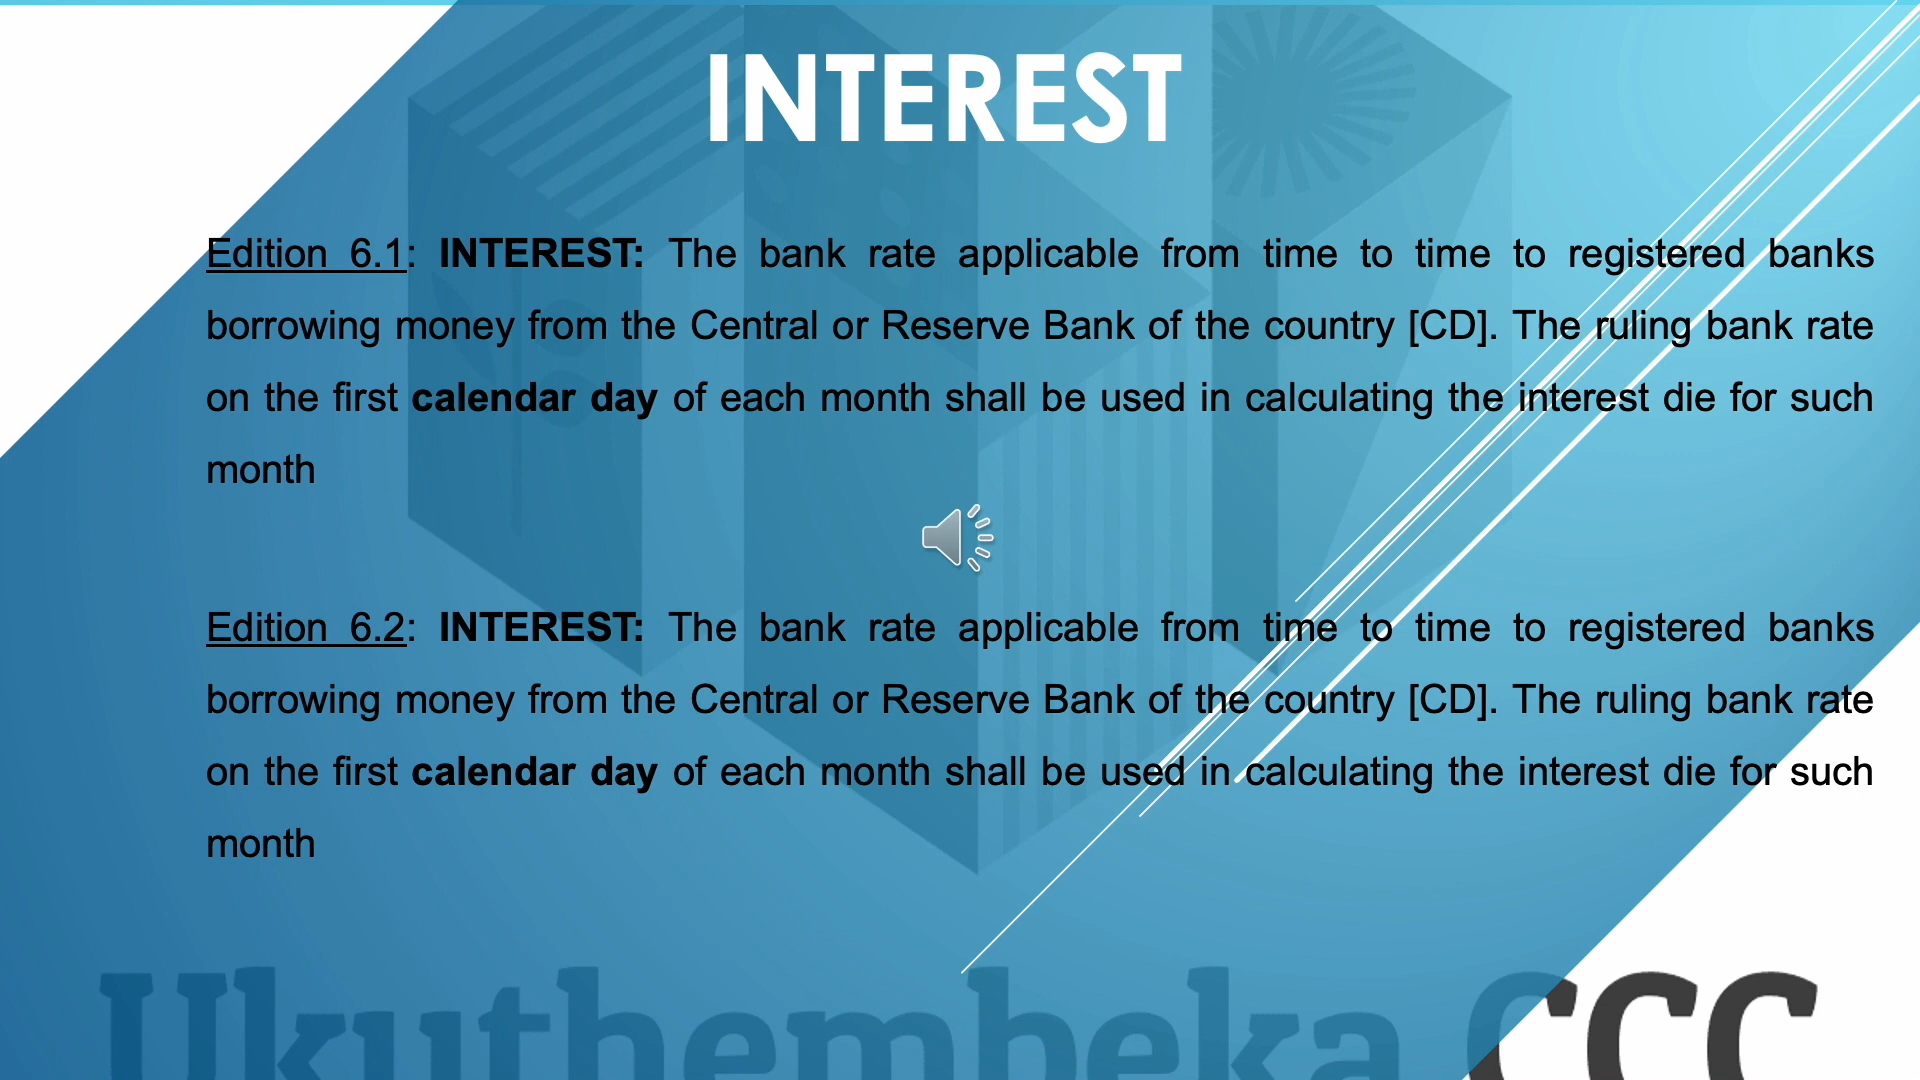 INTEREST
Edition 6.1: INTEREST: The bank rate applicable from time to time to registered banks
borrowing money from the Central or Reserve Bank of the country [CD]. The ruling bank rate
on the first calendar day of each month shall be used in calculating the interest die for such
month
Edition 6.2: INTEREST: The bank rate applicable from time to time to registered banks
borrowing money from the Central or Reserve Bank of the country [CD]. The ruling bank rate
on the first calendar day of each month shall be used in calculating the interest die for such
month
Ukuthembeka CCC